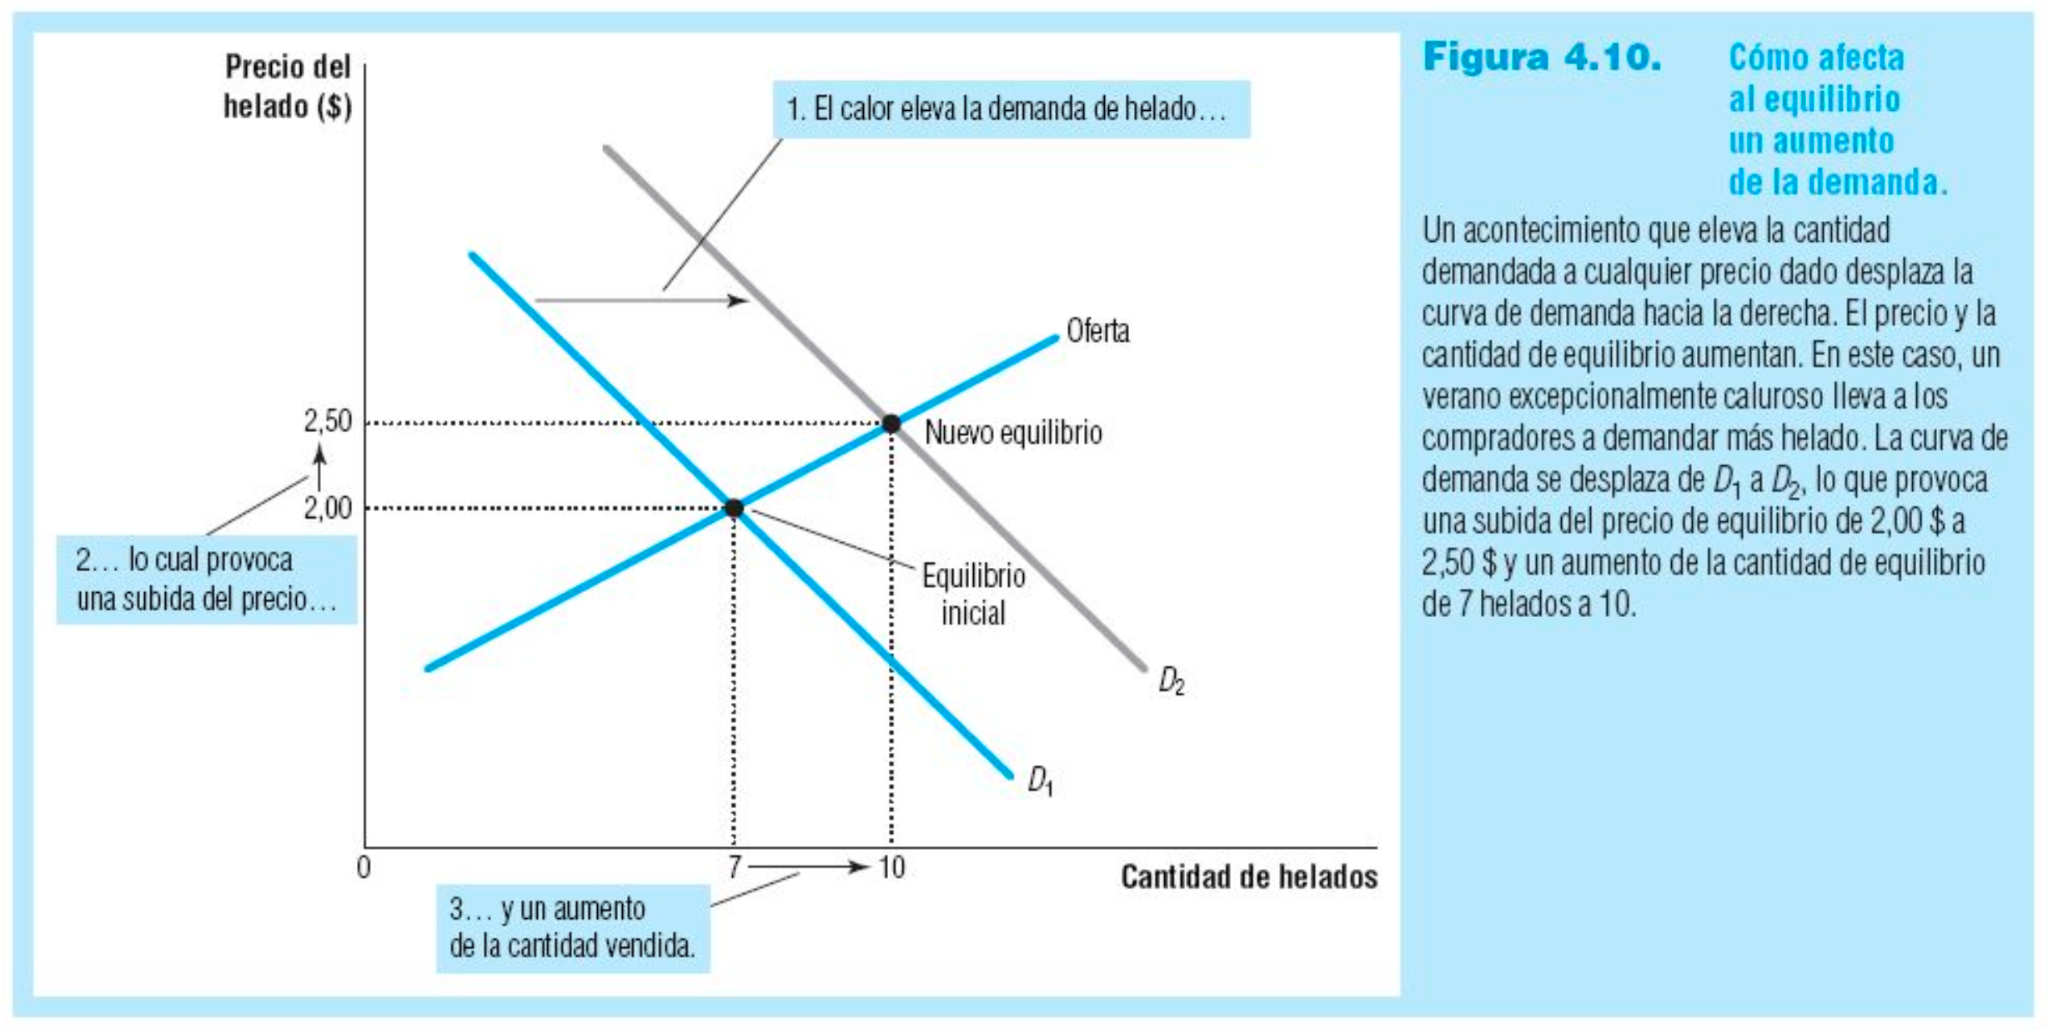 Precio del
helado ($)
1. El calor eleva la demanda de helado…
Oferta
2,50
Nuevo equilibrio
2,00
2… lo cual provoca
una subida del precio…
Equilibrio
inicial
D2
D1
0
7
10
Cantidad de helados
3… y un aumento
de la cantidad vendida.
Figura 4.10. Cómo afecta
al equilibrio
un aumento
de la demanda.
Un acontecimiento que eleva la cantidad
demandada a cualquier precio dado desplaza la
curva de demanda hacia la derecha. El precio y la
cantidad de equilibrio aumentan. En este caso, un
verano excepcionalmente caluroso lleva a los
compradores a demandar más helado. La curva de
demanda se desplaza de D1 a D2, lo que provoca
una subida del precio de equilibrio de 2,00 $ a
2,50 $ y un aumento de la cantidad de equilibrio
de 7 helados a 10.